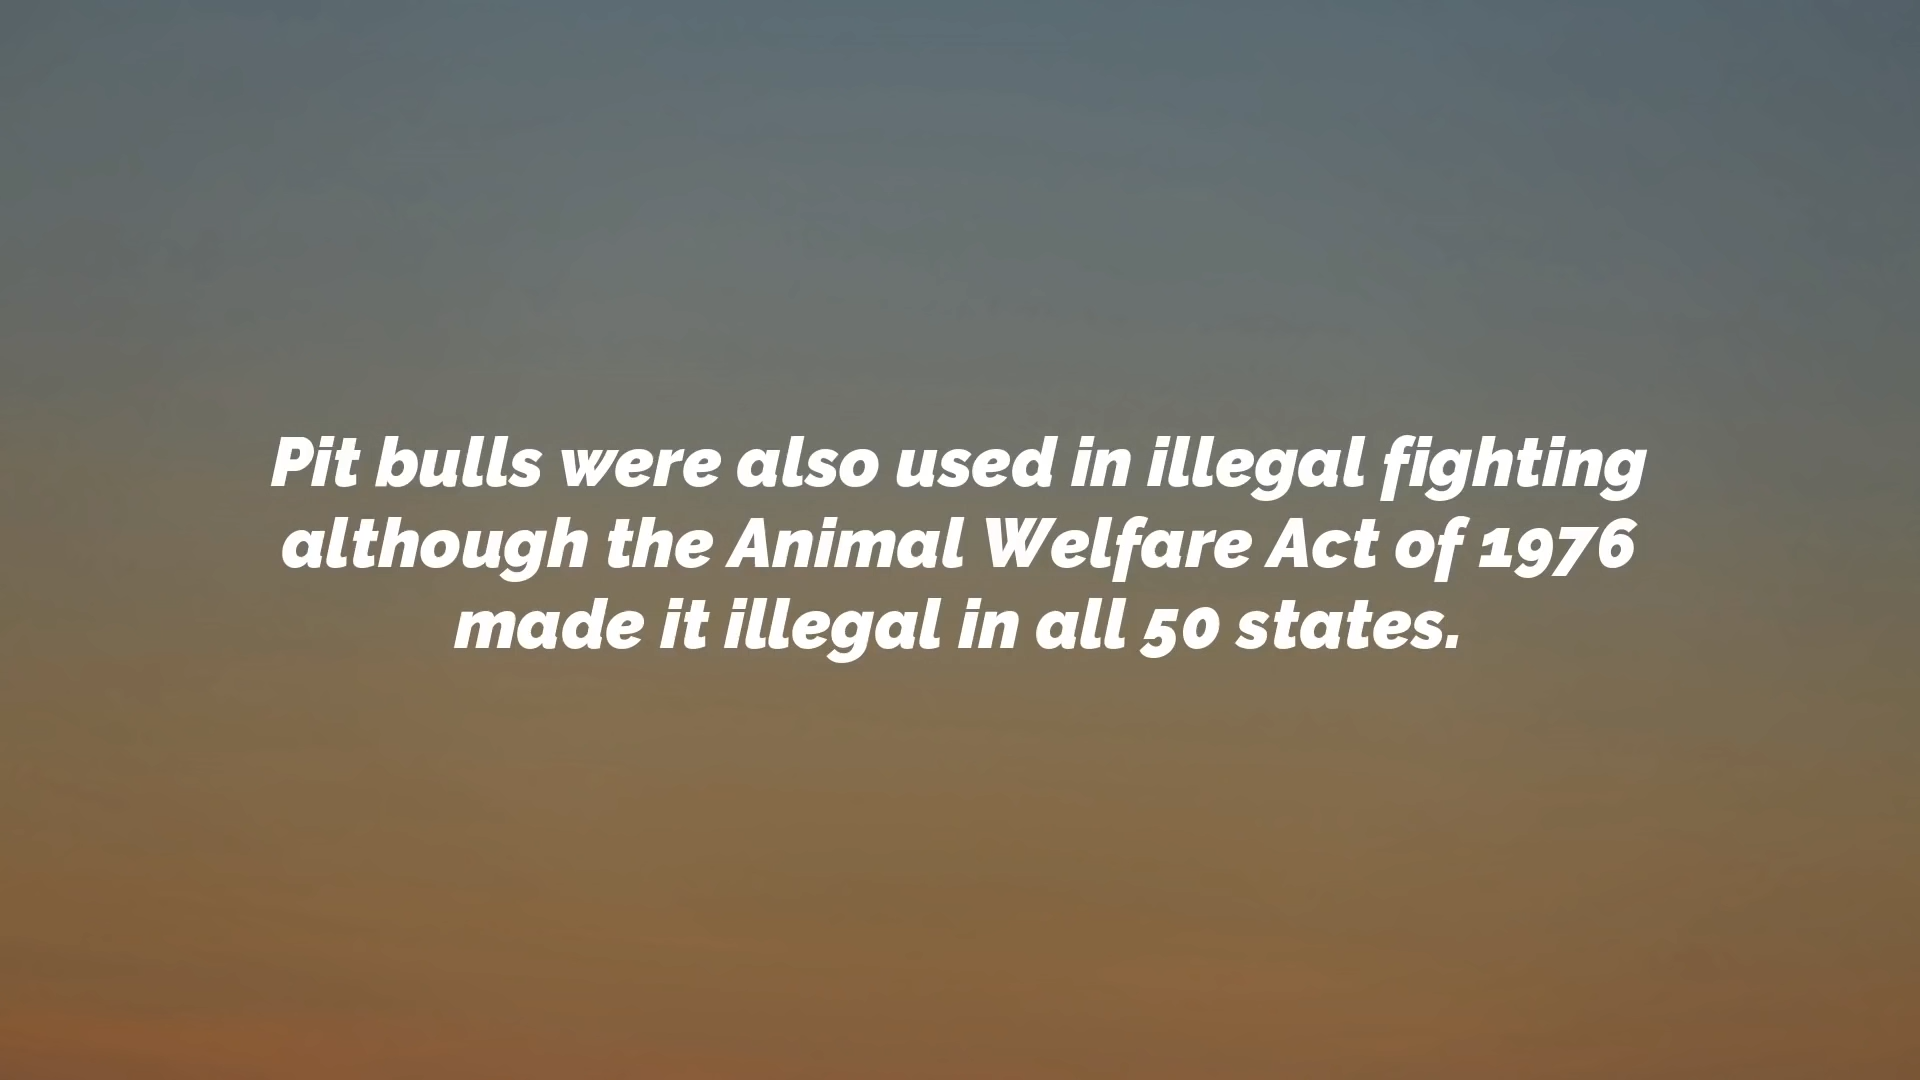 Pit bulls were also used in illegal fighting
although the Animal Welfare Act of 1976
made it illegal in all 50 states.